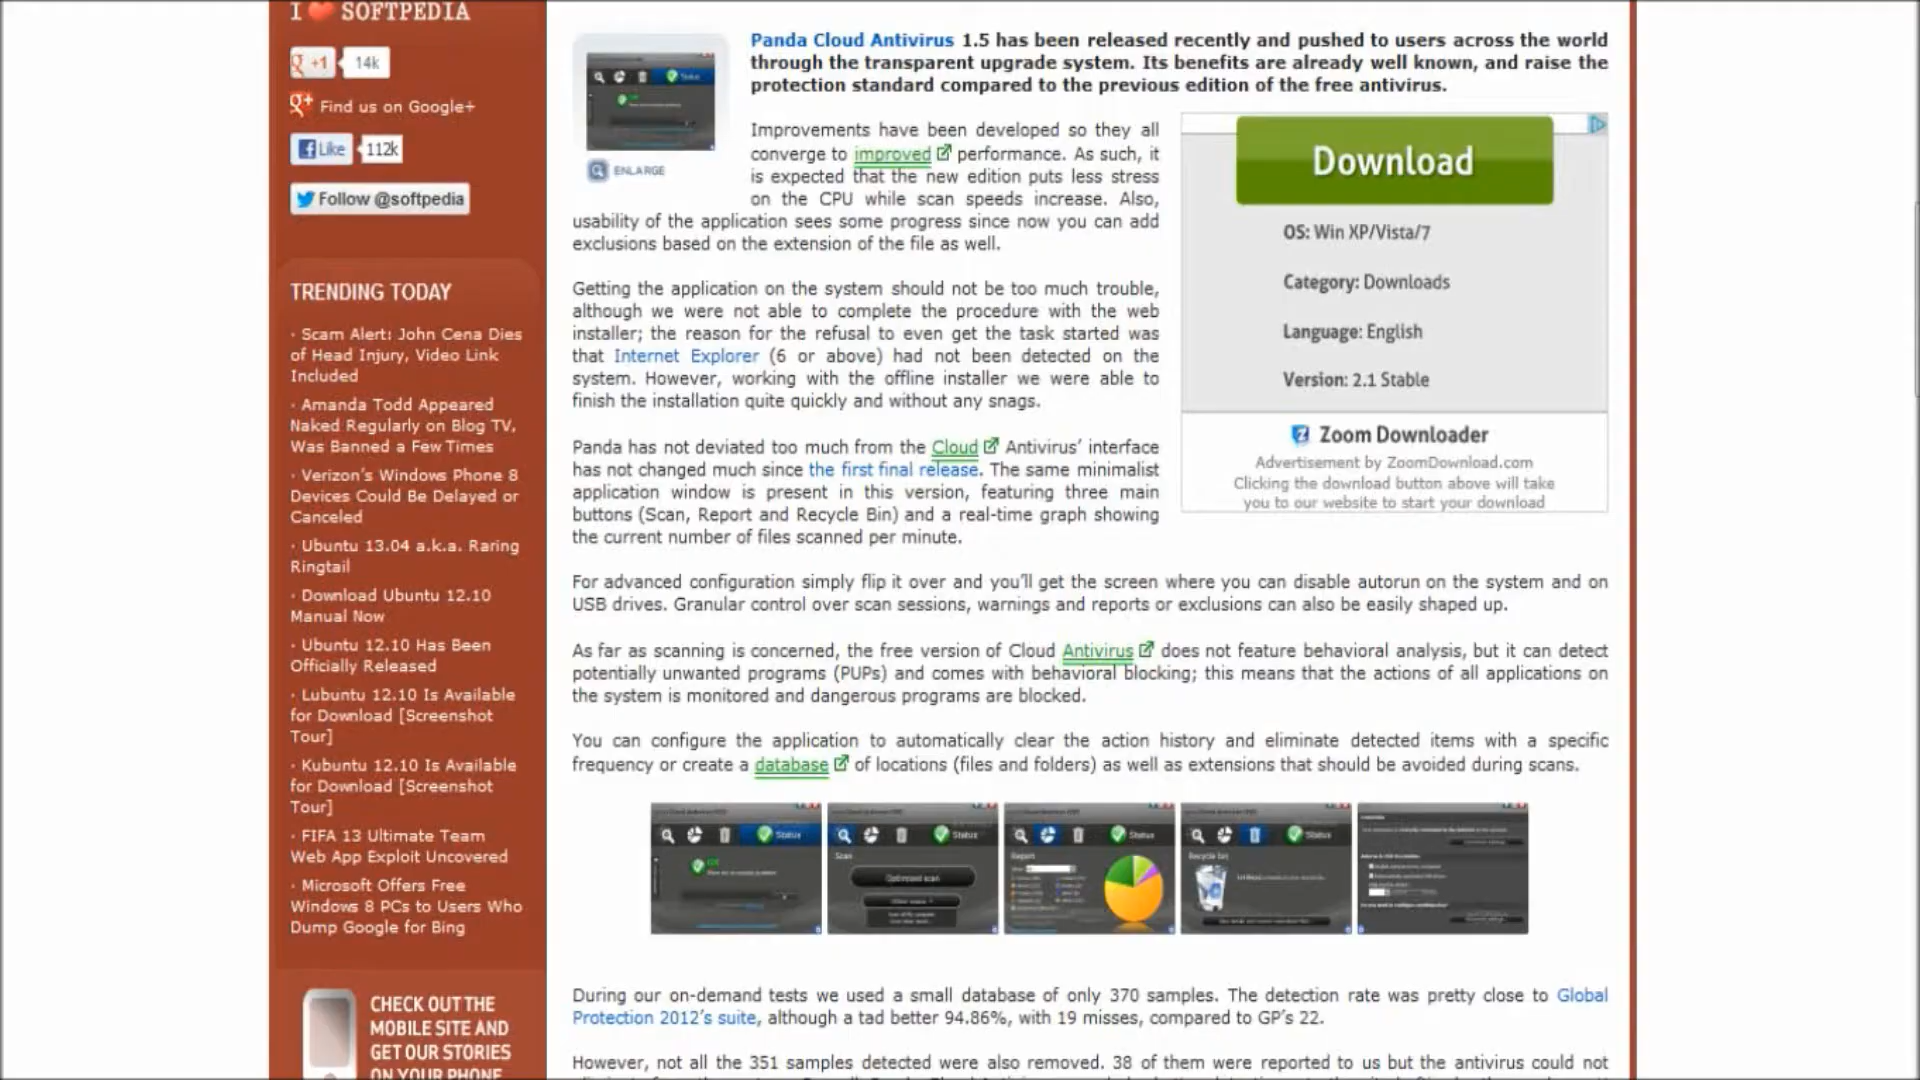 I SOFTPEDIA
+1 14k
Find us on Google+
Like 112k
Follow @softpedia
TRENDING TODAY
· Scam Alert: John Cena Dies
of Head Injury, Video Link
Included
· Amanda Todd Appeared
Naked Regularly on Blog TV,
Was Banned a Few Times
· Verizon's Windows Phone 8
Devices Could Be Delayed or
Canceled
· Ubuntu 13.04 a.k.a. Raring
Ringtail
· Download Ubuntu 12.10
Manual Now
· Ubuntu 12.10 Has Been
Officially Released
· Lubuntu 12.10 Is Available
for Download [Screenshot
Tour]
· Kubuntu 12.10 Is Available
for Download [Screenshot
Tour]
· FIFA 13 Ultimate Team
Web App Exploit Uncovered
· Microsoft Offers Free
Windows 8 PCs to Users Who
Dump Google for Bing
CHECK OUT THE
MOBILE SITE AND
GET OUR STORIES
ON YOUR PHONE
Status
ENLARGE
Panda Cloud Antivirus 1.5 has been released recently and pushed to users across the world
through the transparent upgrade system. Its benefits are already well known, and raise the
protection standard compared to the previous edition of the free antivirus.
Improvements have been developed so they all
converge to improved performance. As such, it
is expected that the new edition puts less stress
on the CPU while scan speeds increase. Also,
usability of the application sees some progress since now you can add
exclusions based on the extension of the file as well.
Getting the application on the system should not be too much trouble,
although we were not able to complete the procedure with the web
installer; the reason for the refusal to even get the task started was
that Internet Explorer (6 or above) had not been detected on the
system. However, working with the offline installer we were able to
finish the installation quite quickly and without any snags.
Panda has not deviated too much from the Cloud Antivirus' interface
has not changed much since the first final release. The same minimalist
application window is present in this version, featuring three main
buttons (Scan, Report and Recycle Bin) and a real-time graph showing
the current number of files scanned per minute.
Download
OS: Win XP/Vista/7
Category: Downloads
Language: English
Version: 2.1 Stable
Zoom Downloader
Advertisement by ZoomDownload.com
Clicking the download button above will take
you to our website to start your download
For advanced configuration simply flip it over and you'll get the screen where you can disable autorun on the system and on
USB drives. Granular control over scan sessions, warnings and reports or exclusions can also be easily shaped up.
As far as scanning is concerned, the free version of Cloud Antivirus does not feature behavioral analysis, but it can detect
potentially unwanted programs (PUPs) and comes with behavioral blocking; this means that the actions of all applications on
the system is monitored and dangerous programs are blocked.
You can configure the application to automatically clear the action history and eliminate detected items with a specific
frequency or create a database of locations (files and folders) as well as extensions that should be avoided during scans.
Status Status Status Status
Scan Report Recycle bin
Optimized scan
During our on-demand tests we used a small database of only 370 samples. The detection rate was pretty close to Global
Protection 2012's suite, although a tad better 94.86%, with 19 misses, compared to GP's 22.
However, not all the 351 samples detected were also removed. 38 of them were reported to us but the antivirus could not